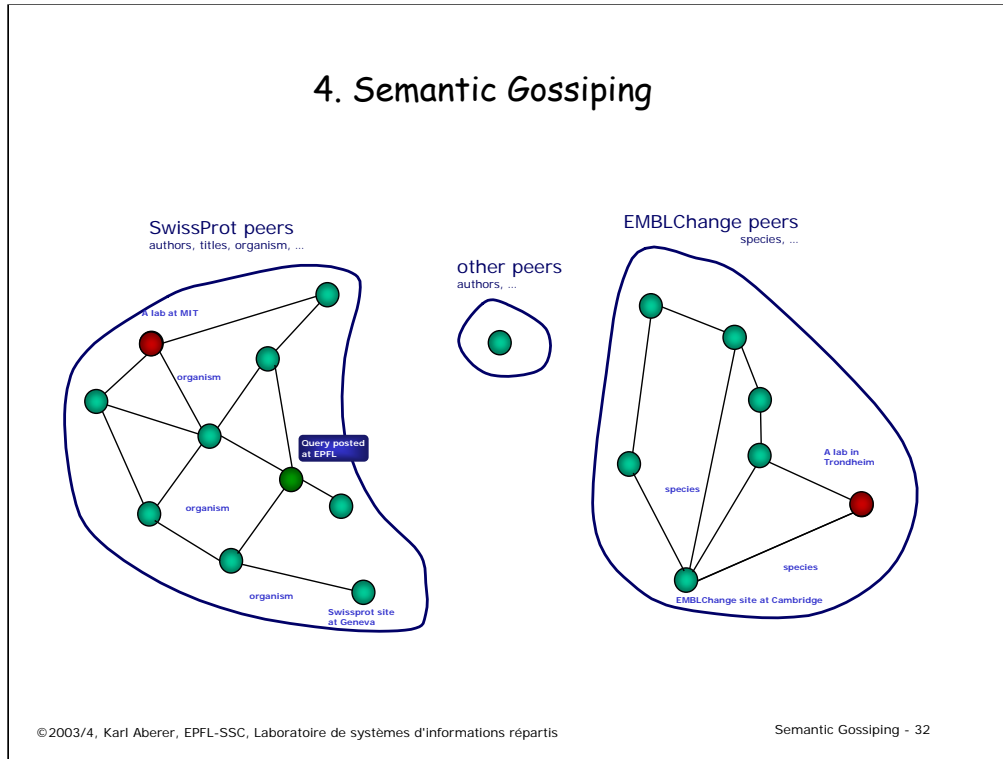 4. Semantic Gossiping
SwissProt peers
authors, titles, organism, ...
EMBLChange peers
species, ...
other peers
authors, ...
A lab at MIT
organism
Query posted
at EPFL
A lab in
Trondheim
species
organism
species
organism
EMBLChange site at Cambridge
Swissprot site
at Geneva
©2003/4, Karl Aberer, EPFL-SSC, Laboratoire de systèmes d'informations répartis
Semantic Gossiping - 32